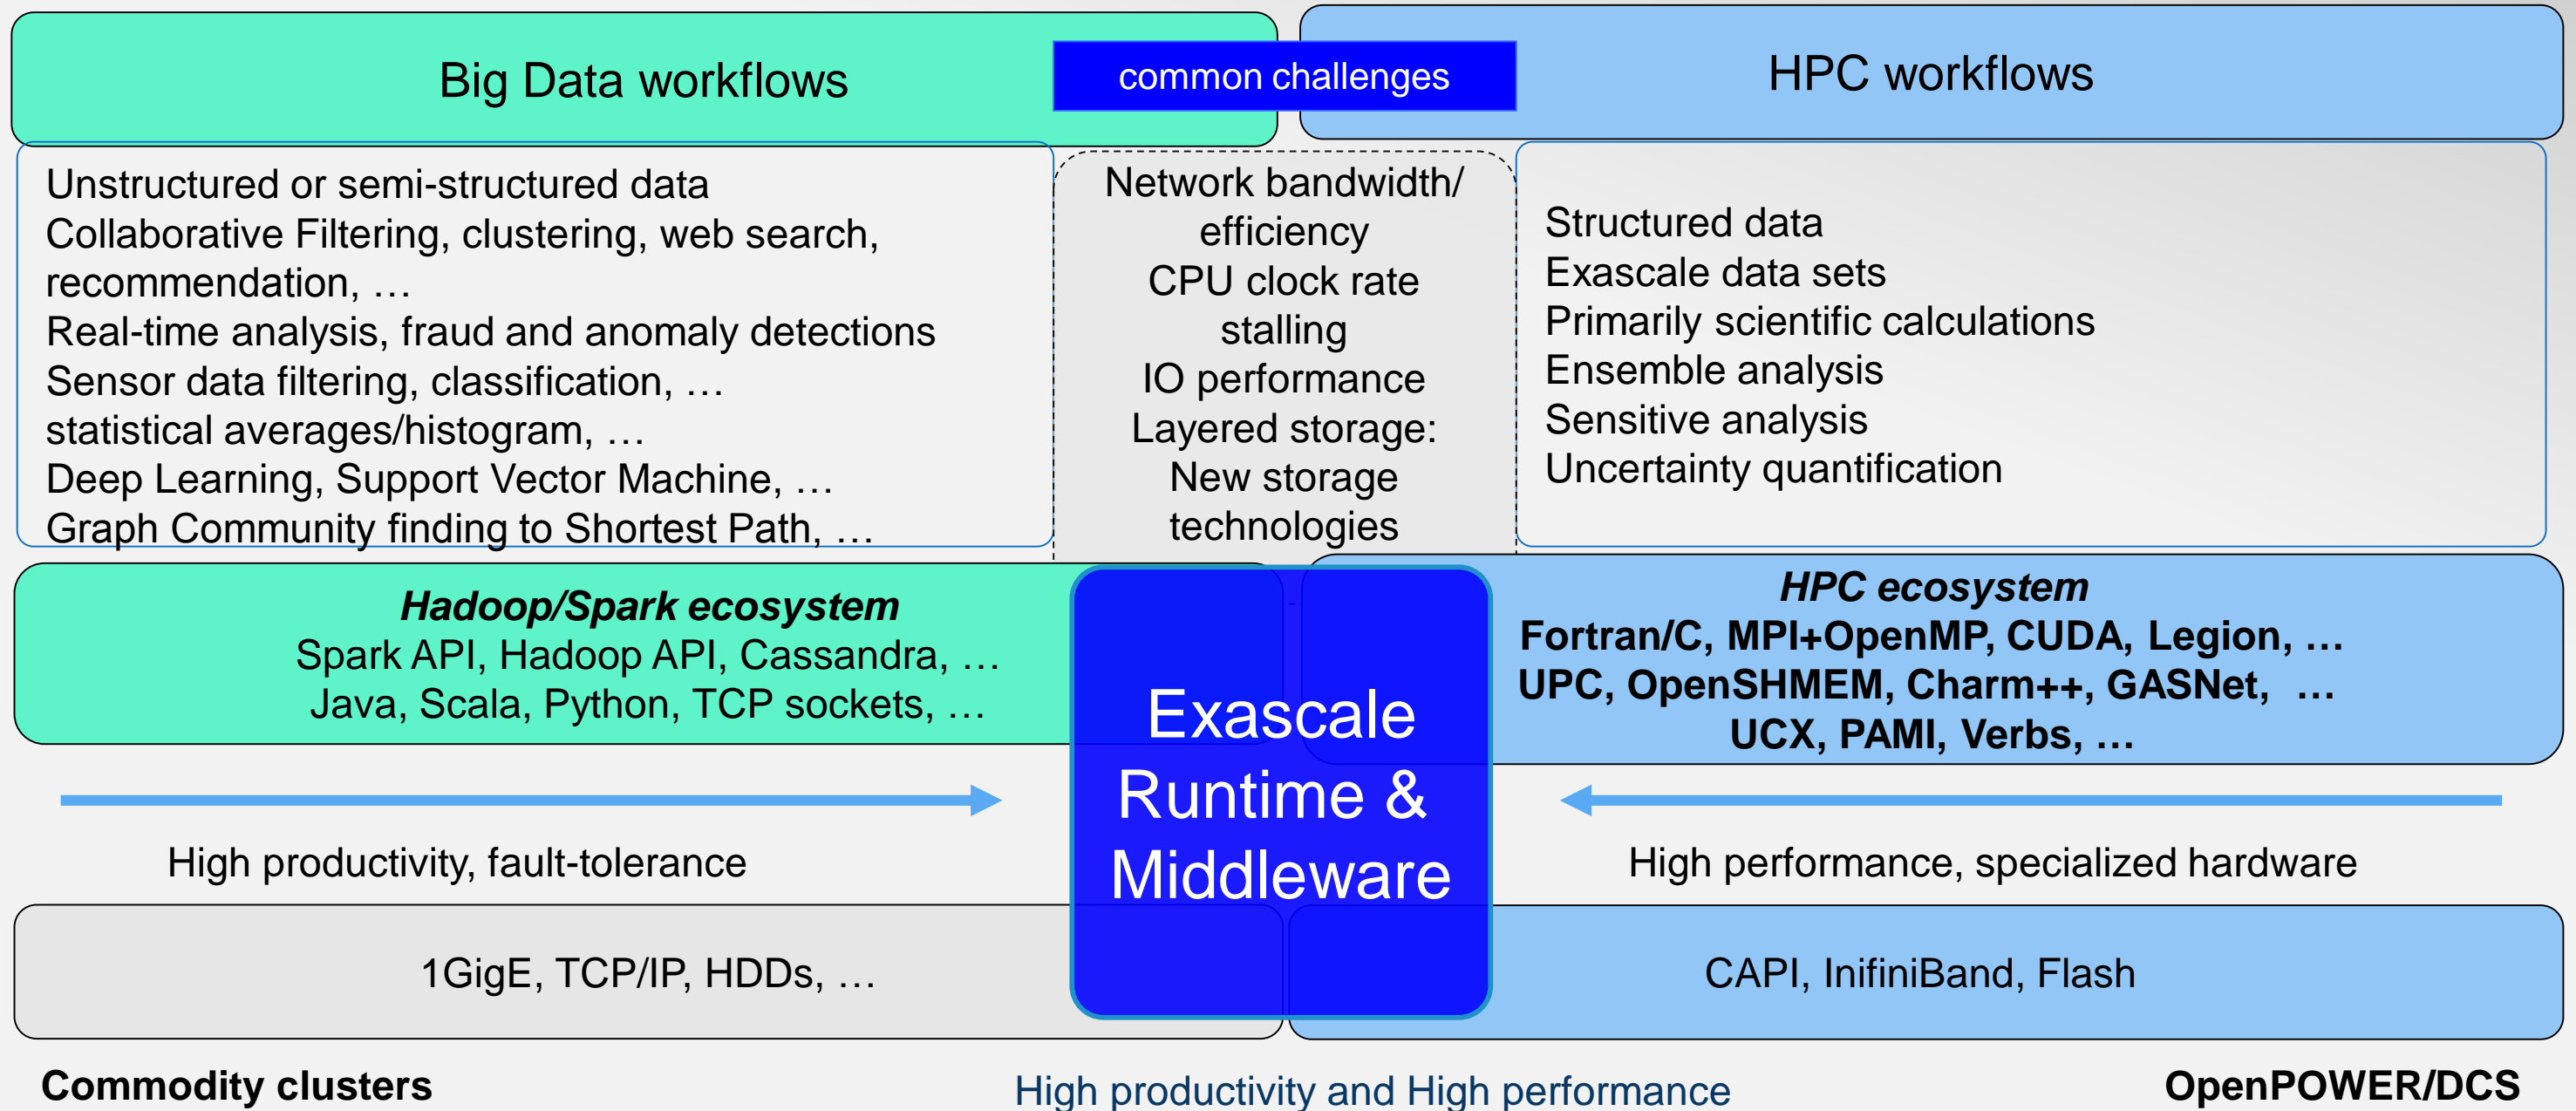 Big Data workflows
common challenges
HPC workflows
Unstructured or semi-structured data
Collaborative Filtering, clustering, web search,
recommendation, …
Real-time analysis, fraud and anomaly detections
Sensor data filtering, classification, …
statistical averages/histogram, …
Deep Learning, Support Vector Machine, …
Graph Community finding to Shortest Path, …
Network bandwidth/
efficiency
CPU clock rate
stalling
IO performance
Layered storage:
New storage
technologies
Structured data
Exascale data sets
Primarily scientific calculations
Ensemble analysis
Sensitive analysis
Uncertainty quantification
Hadoop/Spark ecosystem
Spark API, Hadoop API, Cassandra, …
Java, Scala, Python, TCP sockets, …
Exascale
Runtime &
Middleware
HPC ecosystem
Fortran/C, MPI+OpenMP, CUDA, Legion, …
UPC, OpenSHMEM, Charm++, GASNet, …
UCX, PAMI, Verbs, …
High productivity, fault-tolerance
High performance, specialized hardware
1GigE, TCP/IP, HDDs, …
CAPI, InifiniBand, Flash
Commodity clusters
High productivity and High performance
OpenPOWER/DCS